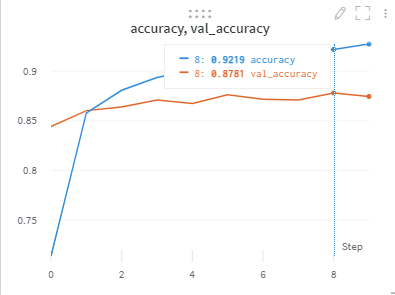 accuracy, val_accuracy
8: 0.9219 accuracy
8: 0.8781 val_accuracy
0.9
0.85
0.8
0.75
Step
0 2 4 6 8